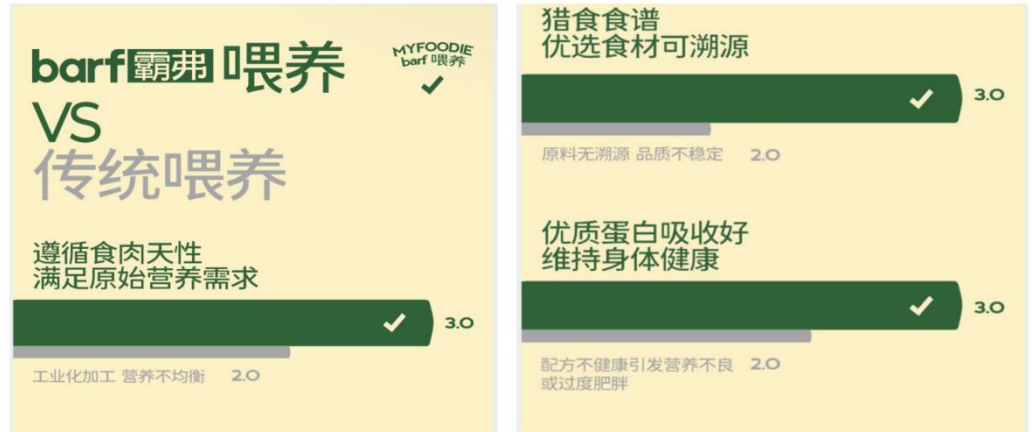 barf霸弗 喂养
MYFOODIE
barf 喂养
VS
传统喂养
遵循食肉天性
满足原始营养需求
3.0
工业化加工 营养不均衡 2.0
猎食食谱
优选食材可溯源
3.0
原料无溯源 品质不稳定 2.0
优质蛋白吸收好
维持身体健康
3.0
配方不健康引发营养不良 2.0
或过度肥胖